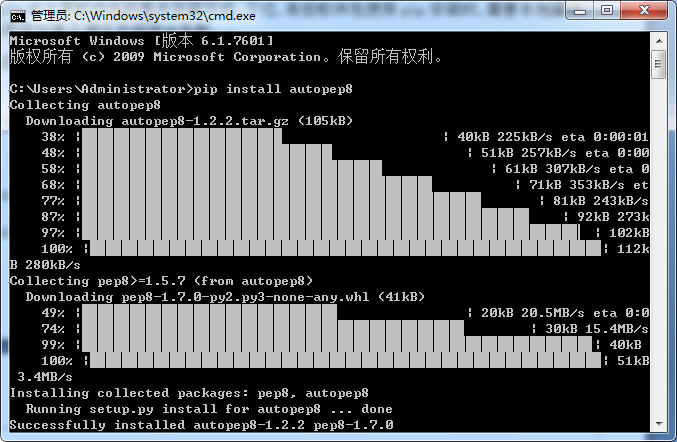 管理员: C:\Windows\system32\cmd.exe
Microsoft Windows [版本 6.1.7601]
版权所有 (c) 2009 Microsoft Corporation。保留所有权利。
C:\Users\Administrator>pip install autopep8
Collecting autopep8
  Downloading autopep8-1.2.2.tar.gz (105kB)
38% | | 40kB 225kB/s eta 0:00:01
48% | | 51kB 257kB/s eta 0:00
58% | | 61kB 307kB/s eta 0
68% | | 71kB 353kB/s et
77% | | 81kB 243kB/s
87% | | 92kB 273k
97% | | 102kB
100% | | 112k
B 280kB/s
Collecting pep8>=1.5.7 (from autopep8)
  Downloading pep8-1.7.0-py2.py3-none-any.whl (41kB)
49% | | 20kB 20.5MB/s eta 0:0
74% | | 30kB 15.4MB/s
99% | | 40kB
100% | | 51kB
3.4MB/s
Installing collected packages: pep8, autopep8
  Running setup.py install for autopep8 ... done
Successfully installed autopep8-1.2.2 pep8-1.7.0